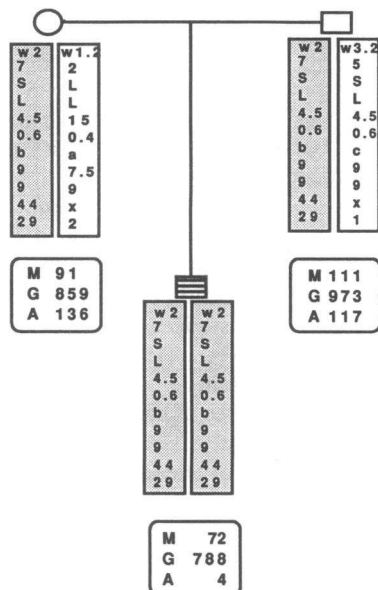 w2 w1.2
7 2
S L
L L
4.5 15
0.6 0.4
b a
9 7.5
9 9
44 x
29 2
w2 w3.2
7 5
S S
L L
4.5 4.5
0.6 0.6
b c
9 9
9 9
44 x
29 1
M 91
G 859
A 136
M 111
G 973
A 117
w2 w2
7 7
S S
L L
4.5 4.5
0.6 0.6
b b
9 9
9 9
44 44
29 29
M 72
G 788
A 4